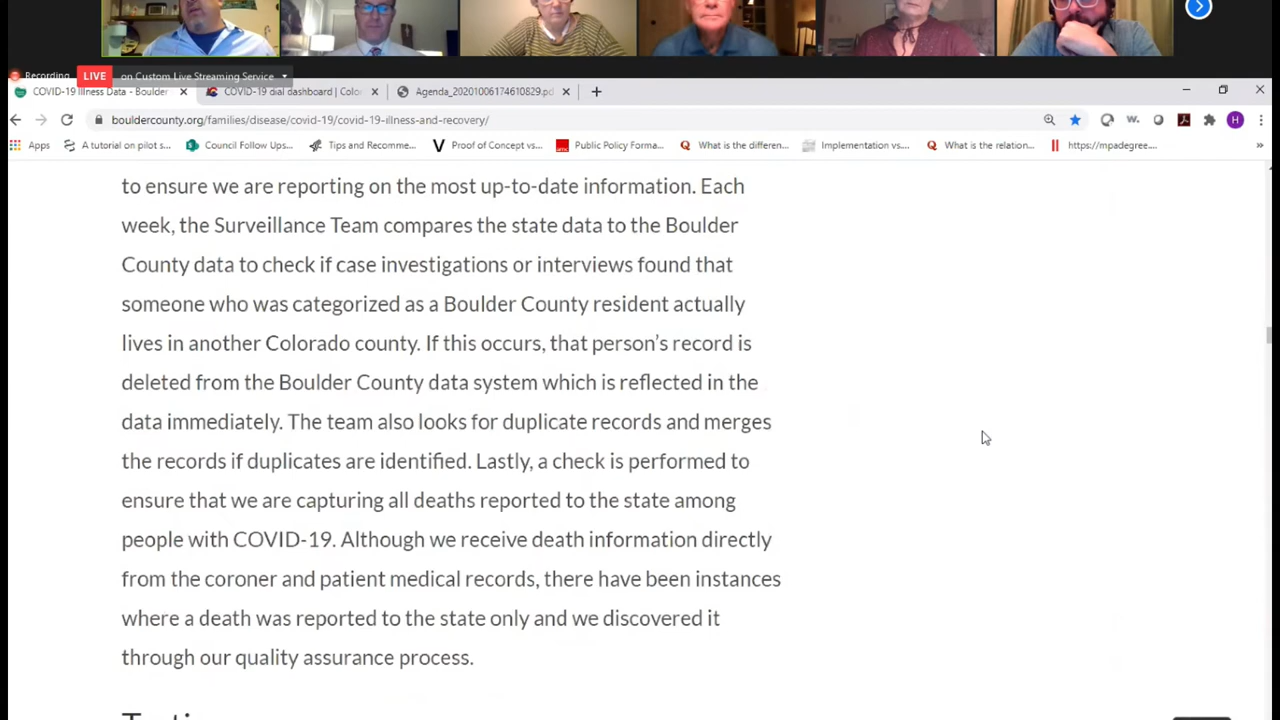 Recording
LIVE
on Custom Live Streaming Service
COVID-19 Illness Data - Boulder
COVID-19 dial dashboard | Colo
Agenda_20201006174610829.pd
bouldercounty.org/families/disease/covid-19/covid-19-illness-and-recovery/
W.
H
Apps
A tutorial on pilot s...
Council Follow Ups...
Tips and Recomme...
Proof of Concept vs...
Public Policy Forma...
What is the differen...
Implementation vs...
What is the relation...
https://mpadegree....
to ensure we are reporting on the most up-to-date information. Each
week, the Surveillance Team compares the state data to the Boulder
County data to check if case investigations or interviews found that
someone who was categorized as a Boulder County resident actually
lives in another Colorado county. If this occurs, that person’s record is
deleted from the Boulder County data system which is reflected in the
data immediately. The team also looks for duplicate records and merges
the records if duplicates are identified. Lastly, a check is performed to
ensure that we are capturing all deaths reported to the state among
people with COVID-19. Although we receive death information directly
from the coroner and patient medical records, there have been instances
where a death was reported to the state only and we discovered it
through our quality assurance process.